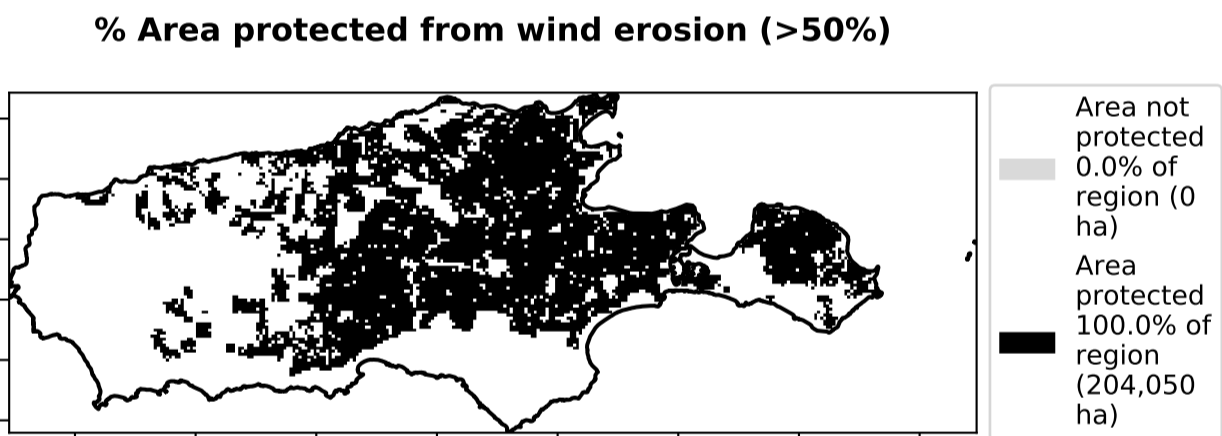 % Area protected from wind erosion (>50%)
Area not
protected
0.0% of
region (0
ha)
Area
protected
100.0% of
region
(204,050
ha)